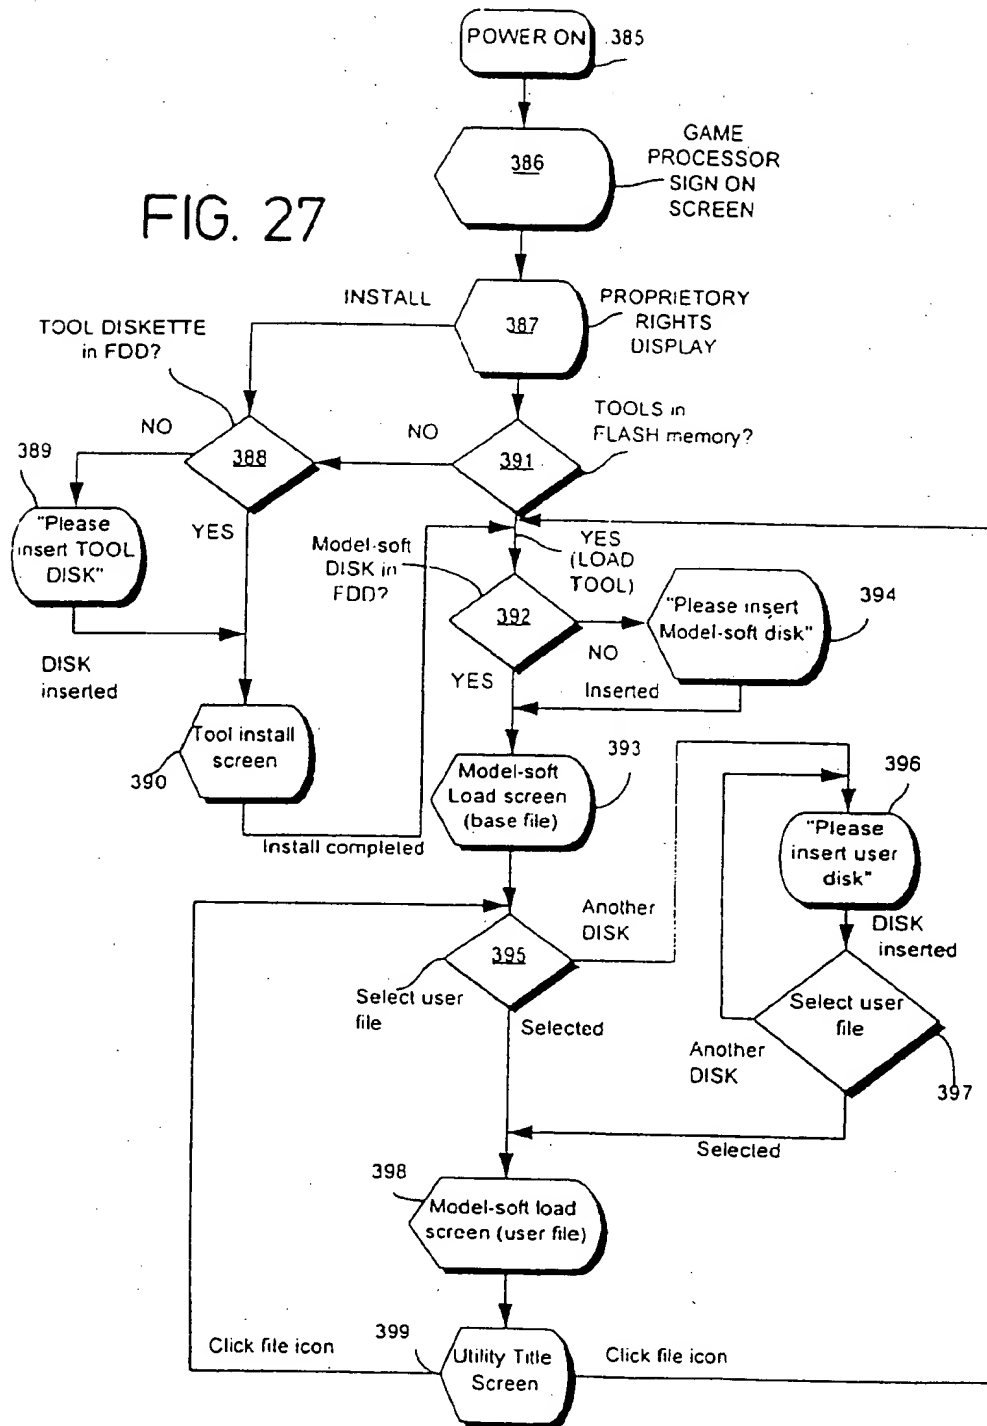 POWER ON
385
GAME
PROCESSOR
SIGN ON
SCREEN
386
FIG. 27
INSTALL
PROPRIETORY
RIGHTS
DISPLAY
387
TOOL DISKETTE
in FDD?
TOOLS in
FLASH memory?
NO
NO
389
388
391
"Please
insert TOOL
DISK"
YES
YES
(LOAD
TOOL)
Model-soft
DISK in
FDD?
392
"Please insert
Model-soft disk"
394
NO
DISK
inserted
YES
Inserted
Tool install
screen
390
Model-soft
Load screen
(base file)
393
396
"Please
insert user
disk"
Install completed
Another
DISK
DISK
inserted
395
Select user
file
Selected
Select user
file
Another
DISK
397
Selected
398
Model-soft load
screen (user file)
399
Click file icon
Utility Title
Screen
Click file icon